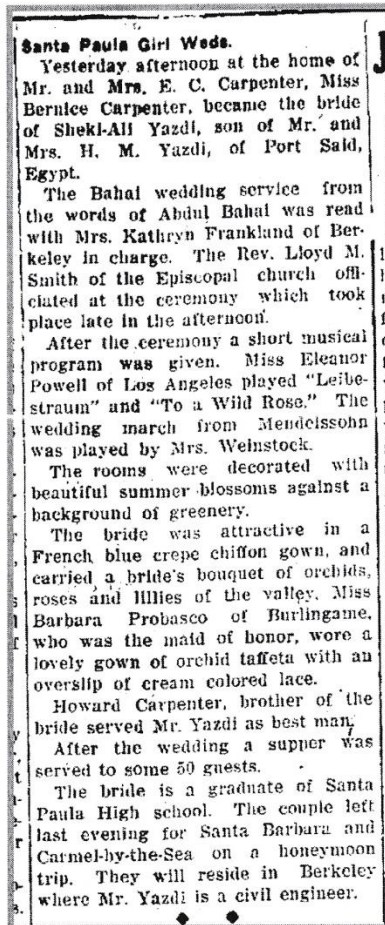 Santa Paula Girl Weds.
Yesterday afternoon at the home of
Mr. and Mrs. E. C. Carpenter, Miss
Bernice Carpenter, became the bride
of Sheki-Ali Yazdi, son of Mr. and
Mrs. H. M. Yazdi, of Port Said,
Egypt.
The Bahai wedding service from
the words of Abdul Bahai was read
with Mrs. Kathryn Frankland of Ber-
keley in charge. The Rev. Lloyd M.
Smith of the Episcopal church offi-
ciated at the ceremony which took
place late in the afternoon.
After the ceremony a short musical
program was given. Miss Eleanor
Powell of Los Angeles played "Leibe-
straum" and "To a Wild Rose." The
wedding march from Mendelssohn
was played by Mrs. Weinstock.
The rooms were decorated with
beautiful summer blossoms against a
background of greenery.
The bride was attractive in a
French blue crepe chiffon gown, and
carried a bride's bouquet of orchids,
roses and lillies of the valley. Miss
Barbara Probasco of Burlingame,
who was the maid of honor, wore a
lovely gown of orchid taffeta with an
overslip of cream colored lace.
Howard Carpenter, brother of the
bride served Mr. Yazdi as best man.
After the wedding a supper was
served to some 50 guests.
The bride is a graduate of Santa
Paula High school. The couple left
last evening for Santa Barbara and
Carmel-by-the-Sea on a honeymoon
trip. They will reside in Berkeley
where Mr. Yazdi is a civil engineer.